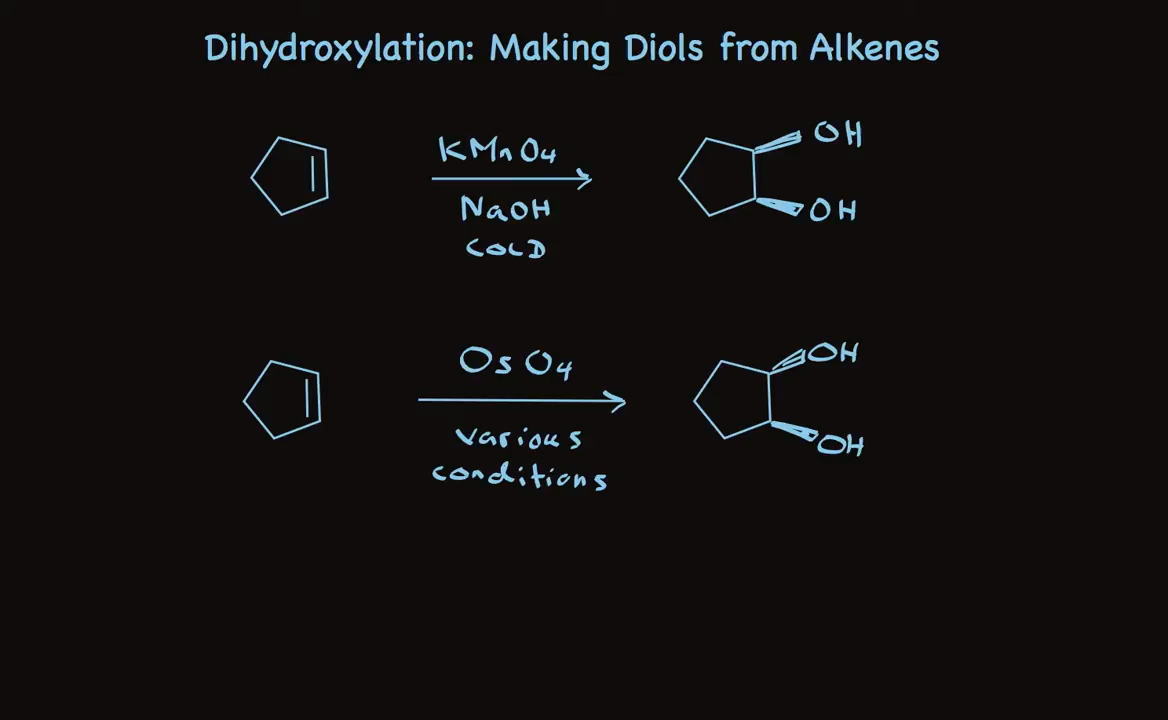 Dihydroxylation: Making Diols from Alkenes
KMnO4
NaOH
COLD
OH
OH
OsO4
various
conditions
OH
OH